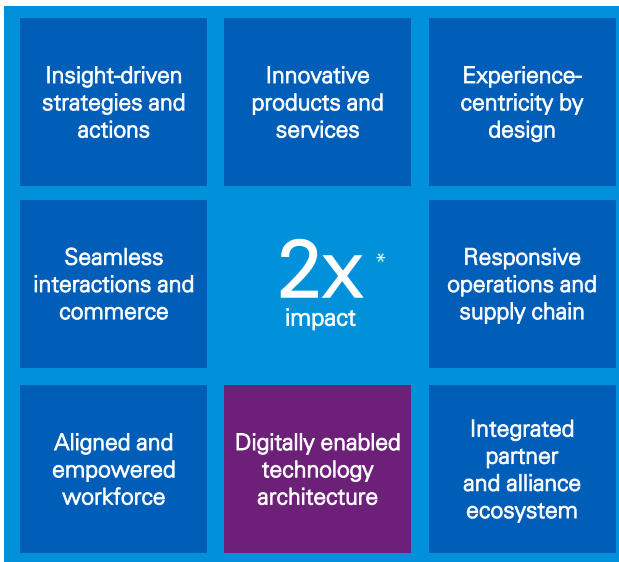 Insight-driven
strategies and
actions
Innovative
products and
services
Experience-
centricity by
design
Seamless
interactions and
commerce
2x *
impact
Responsive
operations and
supply chain
Aligned and
empowered
workforce
Digitally enabled
technology
architecture
Integrated
partner
and alliance
ecosystem